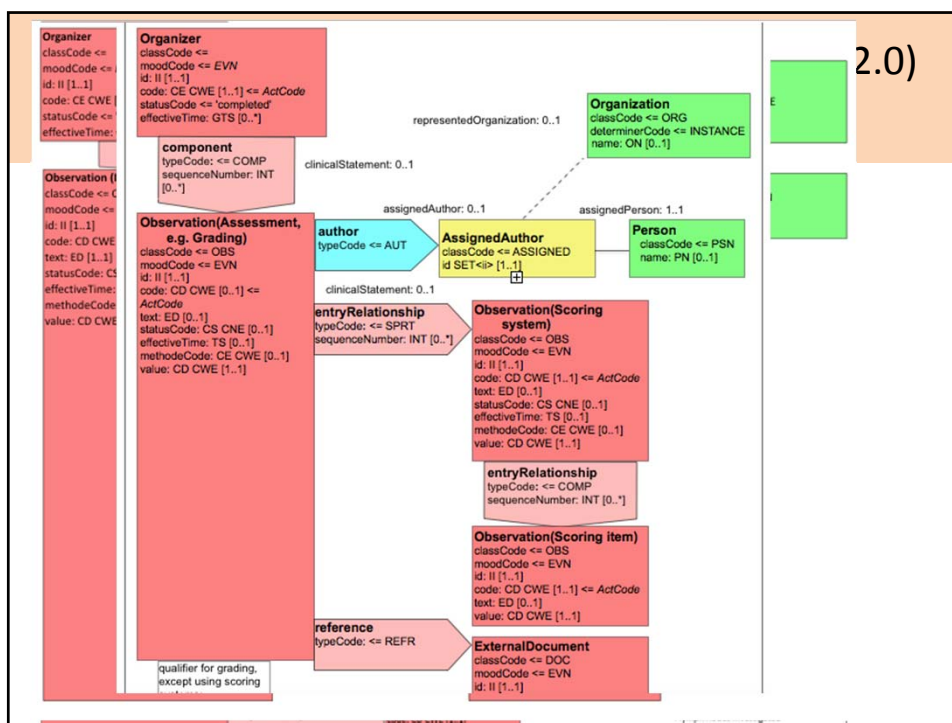 2.0)
Organizer
classCode <=
moodCode <=
id: II [1..1]
code: CE CWE [
statusCode <= '
effectiveTime:
Observation (
classCode <=
moodCode <=
id: II [1..1]
code: CD CWE
text: ED [1..1]
statusCode: CS
effectiveTime:
methodeCode:
value: CD CWE
Organizer
classCode <=
moodCode <= EVN
id: II [1..1]
code: CE CWE [1..1] <= ActCode
statusCode <= 'completed'
effectiveTime: GTS [0..*]
component
typeCode: <= COMP
sequenceNumber: INT
[0..*]
clinicalStatement: 0..1
representedOrganization: 0..1
Organization
classCode <= ORG
determinerCode <= INSTANCE
name: ON [0..1]
Observation(Assessment,
e.g. Grading)
classCode <= OBS
moodCode <= EVN
id: II [1..1]
code: CD CWE [0..1] <=
ActCode
text: ED [0..1]
statusCode: CS CNE [0..1]
effectiveTime: TS [0..1]
methodeCode: CE CWE [0..1]
value: CD CWE [1..1]
author
typeCode <= AUT
assignedAuthor: 0..1
AssignedAuthor
classCode <= ASSIGNED
id SET<ii> [1..1]
assignedPerson: 1..1
Person
classCode <= PSN
name: PN [0..1]
clinicalStatement: 0..1
entryRelationship
typeCode: <= SPRT
sequenceNumber: INT [0..*]
Observation(Scoring
system)
classCode <= OBS
moodCode <= EVN
id: II [1..1]
code: CD CWE [1..1] <= ActCode
text: ED [0..1]
statusCode: CS CNE [0..1]
effectiveTime: TS [0..1]
methodeCode: CE CWE [0..1]
value: CD CWE [1..1]
entryRelationship
typeCode: <= COMP
sequenceNumber: INT [0..*]
Observation(Scoring item)
classCode <= OBS
moodCode <= EVN
id: II [1..1]
code: CD CWE [1..1] <= ActCode
text: ED [0..1]
value: CD CWE [1..1]
reference
typeCode: <= REFR
ExternalDocument
classCode <= DOC
moodCode <= EVN
id: II [1..1]
qualifier for grading,
except using scoring